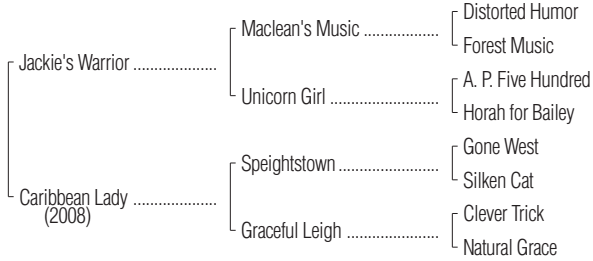 Distorted Humor
Maclean's Music ..................
Forest Music
Jackie's Warrior ....................
A. P. Five Hundred
Unicorn Girl ..........................
Horah for Bailey
Gone West
Speightstown ........................
Silken Cat
Caribbean Lady ....................
(2008)
Clever Trick
Graceful Leigh ......................
Natural Grace